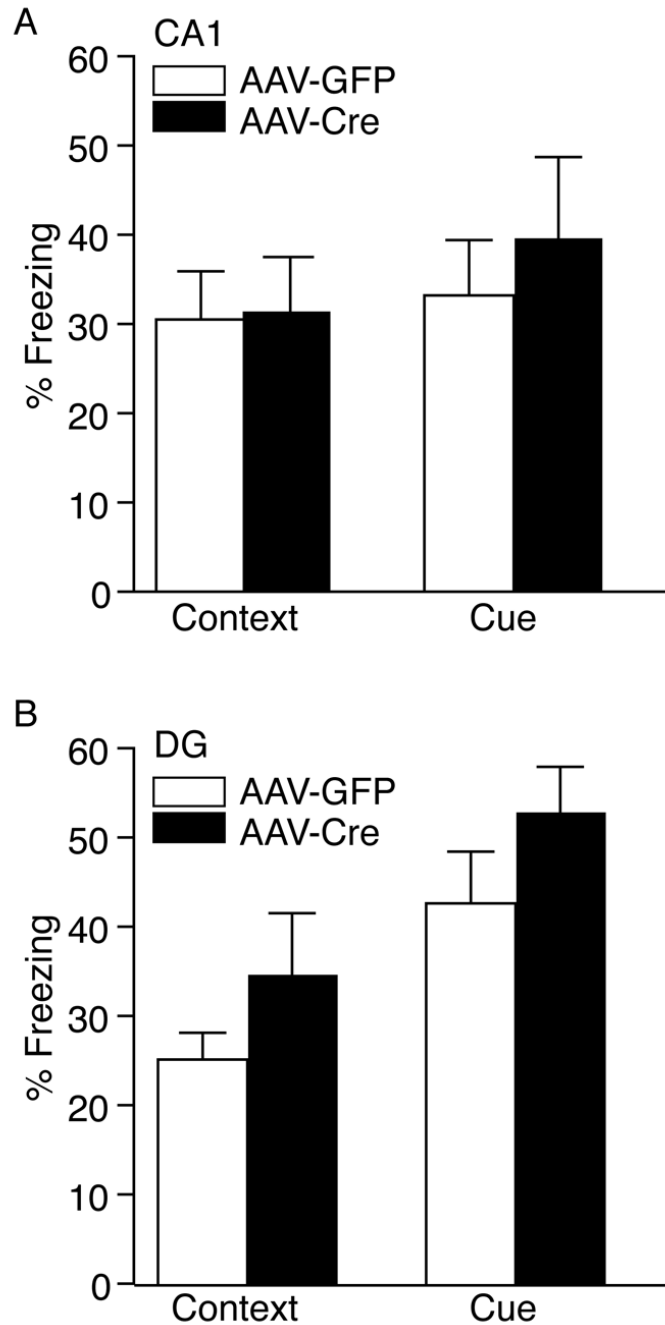 A
CA1
AAV-GFP
AAV-Cre
% Freezing
60
50
40
30
20
10
0
Context Cue
B
DG
AAV-GFP
AAV-Cre
% Freezing
60
50
40
30
20
10
0
Context Cue